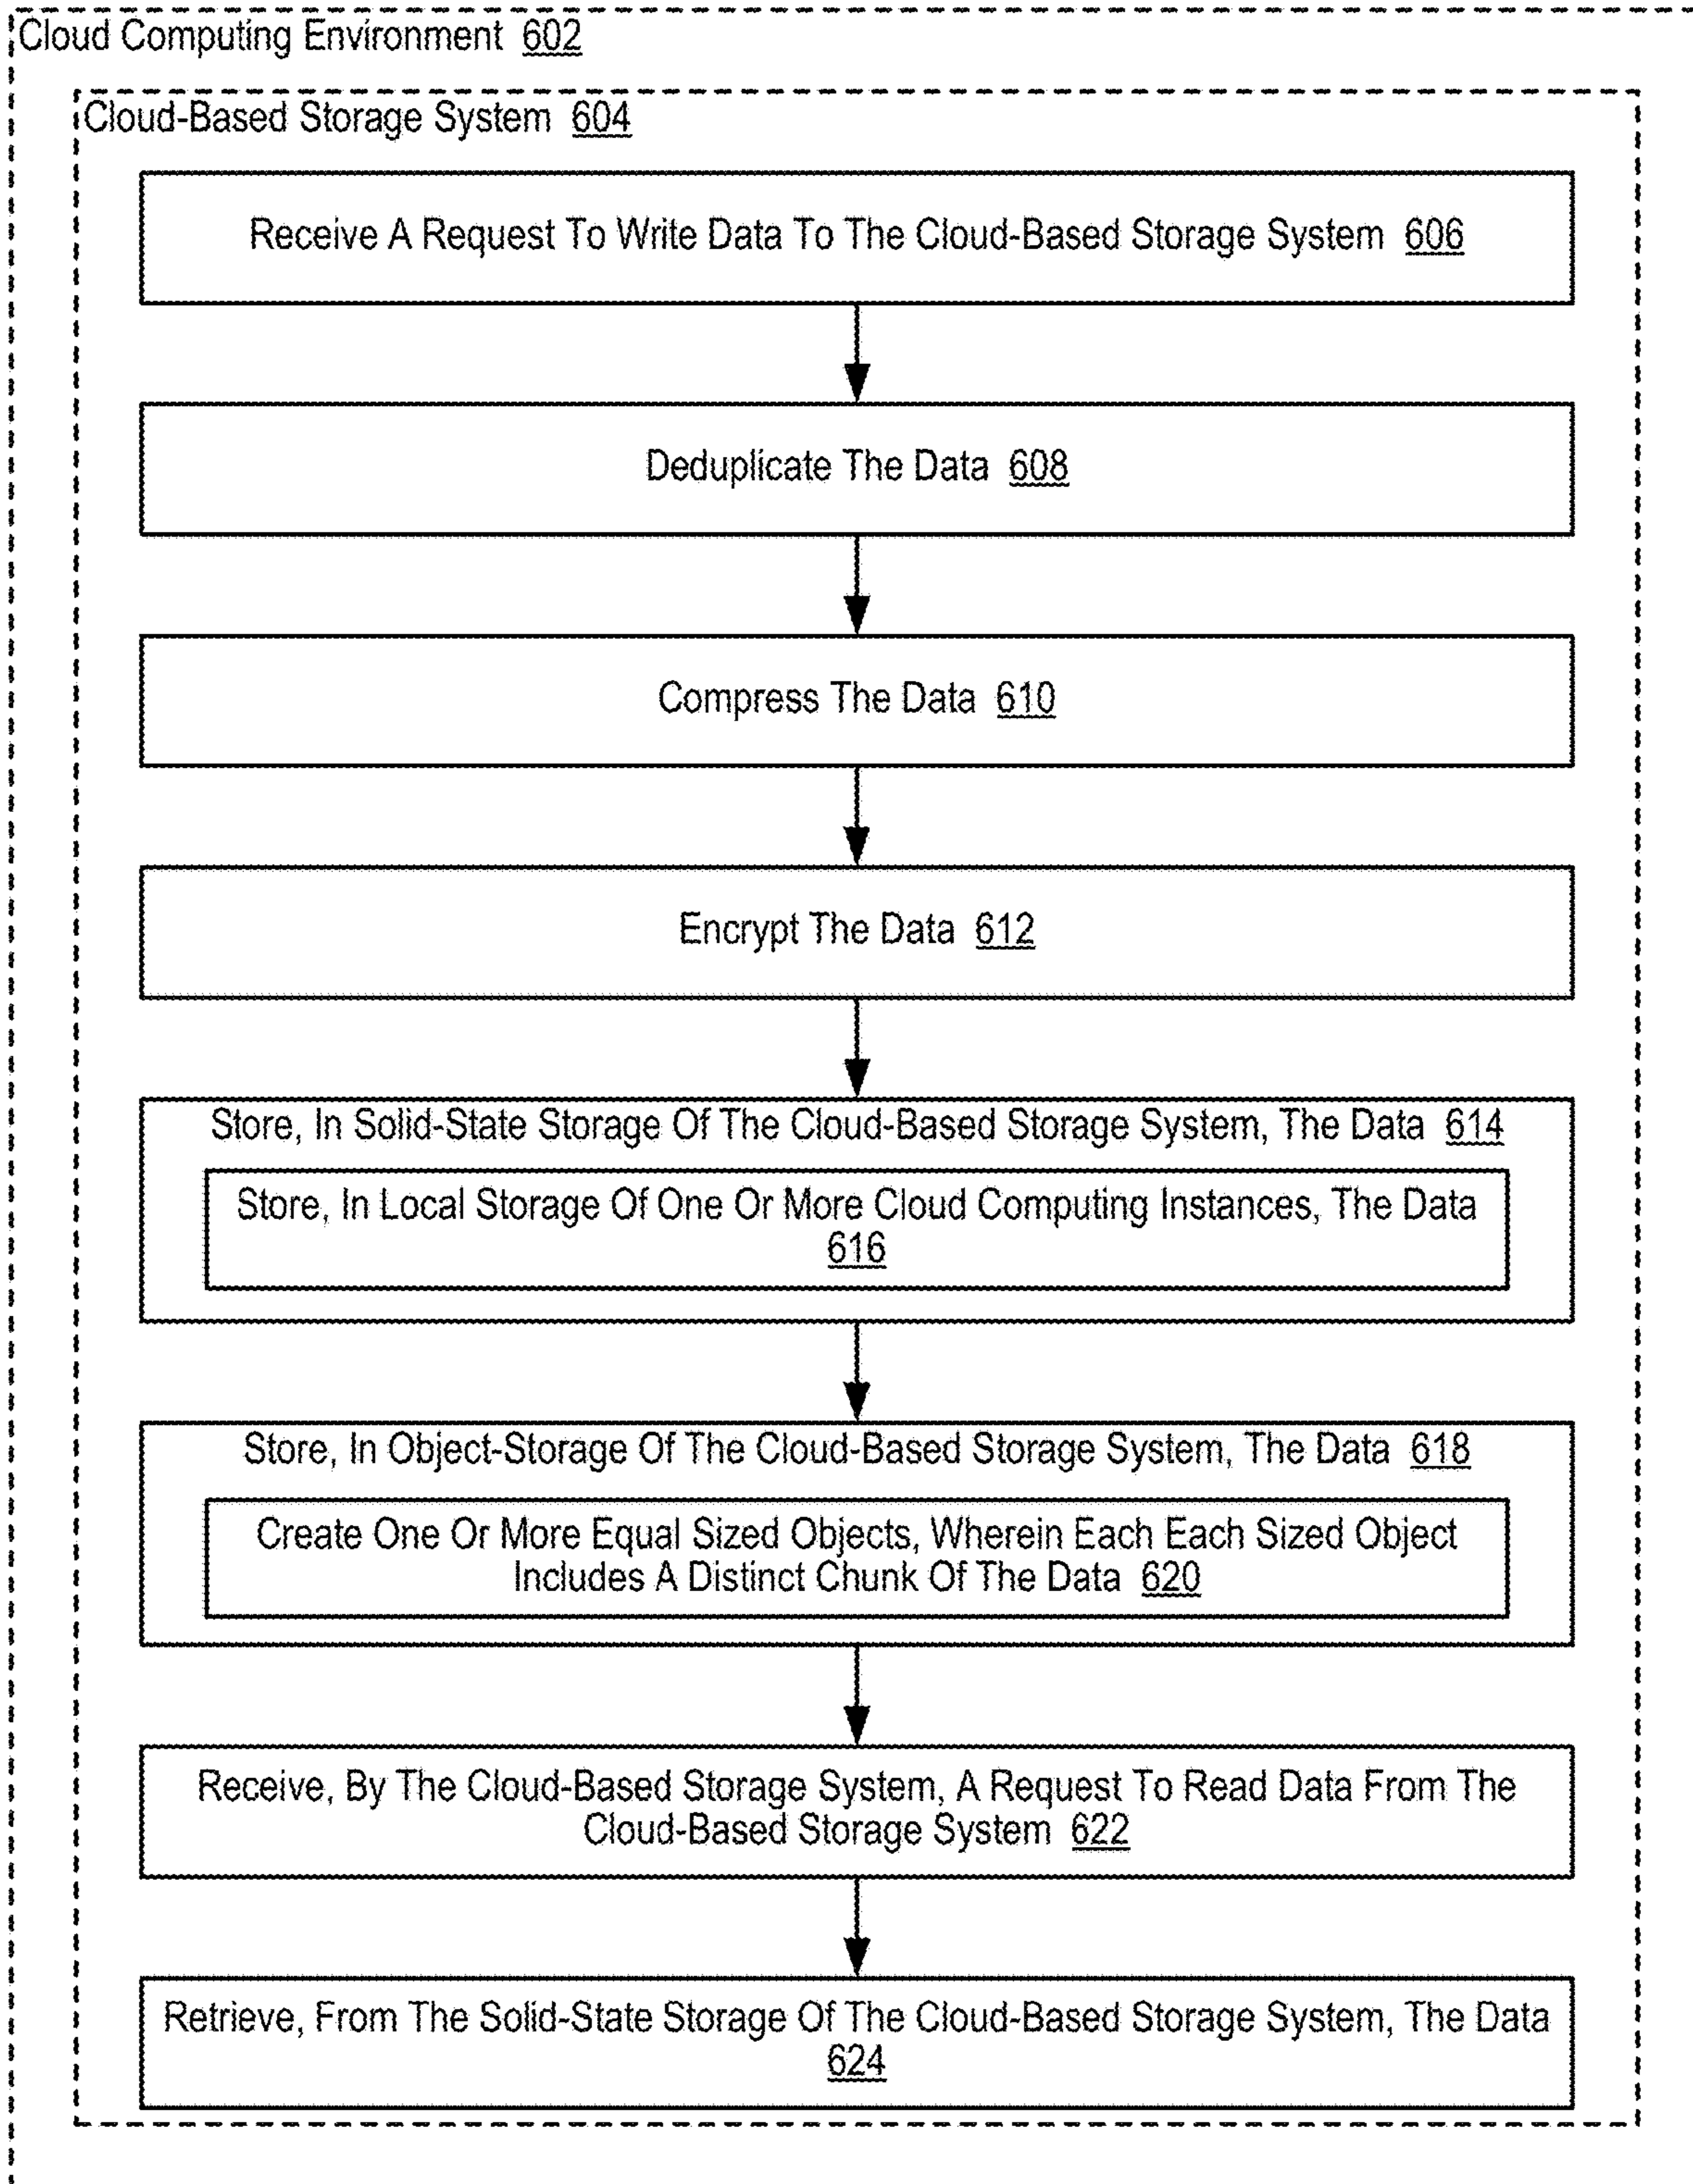 Cloud Computing Environment 602
Cloud-Based Storage System 604
Receive A Request To Write Data To The Cloud-Based Storage System 606
Deduplicate The Data 608
Compress The Data 610
Encrypt The Data 612
Store, In Solid-State Storage Of The Cloud-Based Storage System, The Data 614
Store, In Local Storage Of One Or More Cloud Computing Instances, The Data
616
Store, In Object-Storage Of The Cloud-Based Storage System, The Data 618
Create One Or More Equal Sized Objects, Wherein Each Each Sized Object
Includes A Distinct Chunk Of The Data 620
Receive, By The Cloud-Based Storage System, A Request To Read Data From The
Cloud-Based Storage System 622
Retrieve, From The Solid-State Storage Of The Cloud-Based Storage System, The Data
624